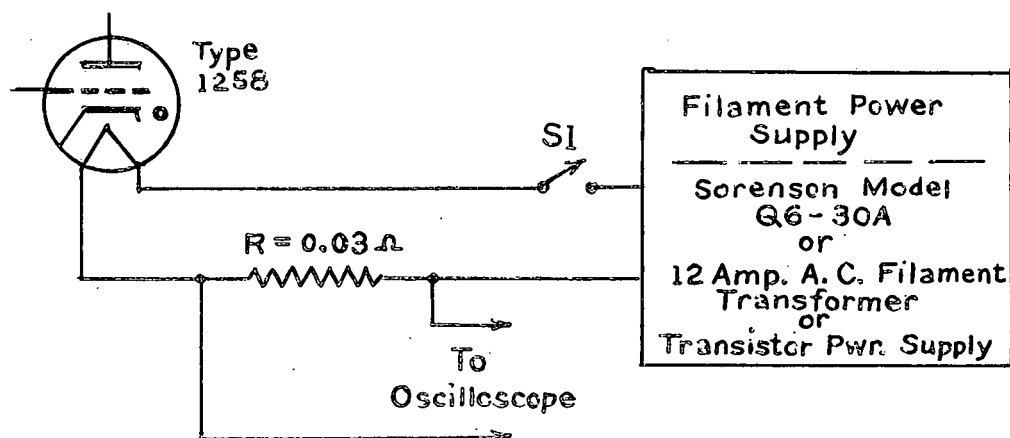 Type
1258
S1
R = 0.03 Ω
To
Oscilloscope
Filament Power
Supply
Sorenson Model
Q6-30A
or
12 Amp. A.C. Filament
Transformer
or
Transistor Pwr. Supply